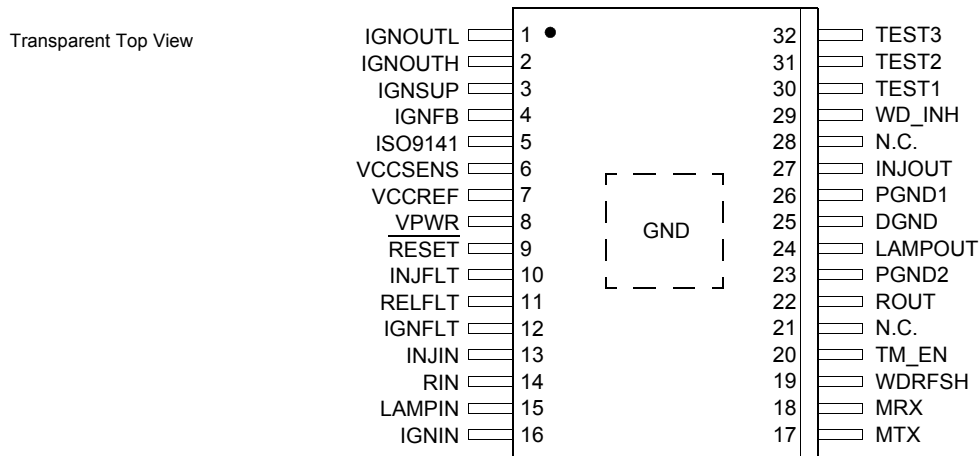 Transparent Top View
IGNOUTL 1 32 TEST3
IGNOUTH 2 31 TEST2
IGNSUP 3 30 TEST1
IGNFB 4 29 WD_INH
ISO9141 5 28 N.C.
VCCSENS 6 27 INJOUT
VCCREF 7 26 PGND1
VPWR 8 25 DGND
GND
RESET 9 24 LAMPOUT
INJFLT 10 23 PGND2
RELFLT 11 22 ROUT
IGNFLT 12 21 N.C.
INJIN 13 20 TM_EN
RIN 14 19 WDRFSH
LAMPIN 15 18 MRX
IGNIN 16 17 MTX